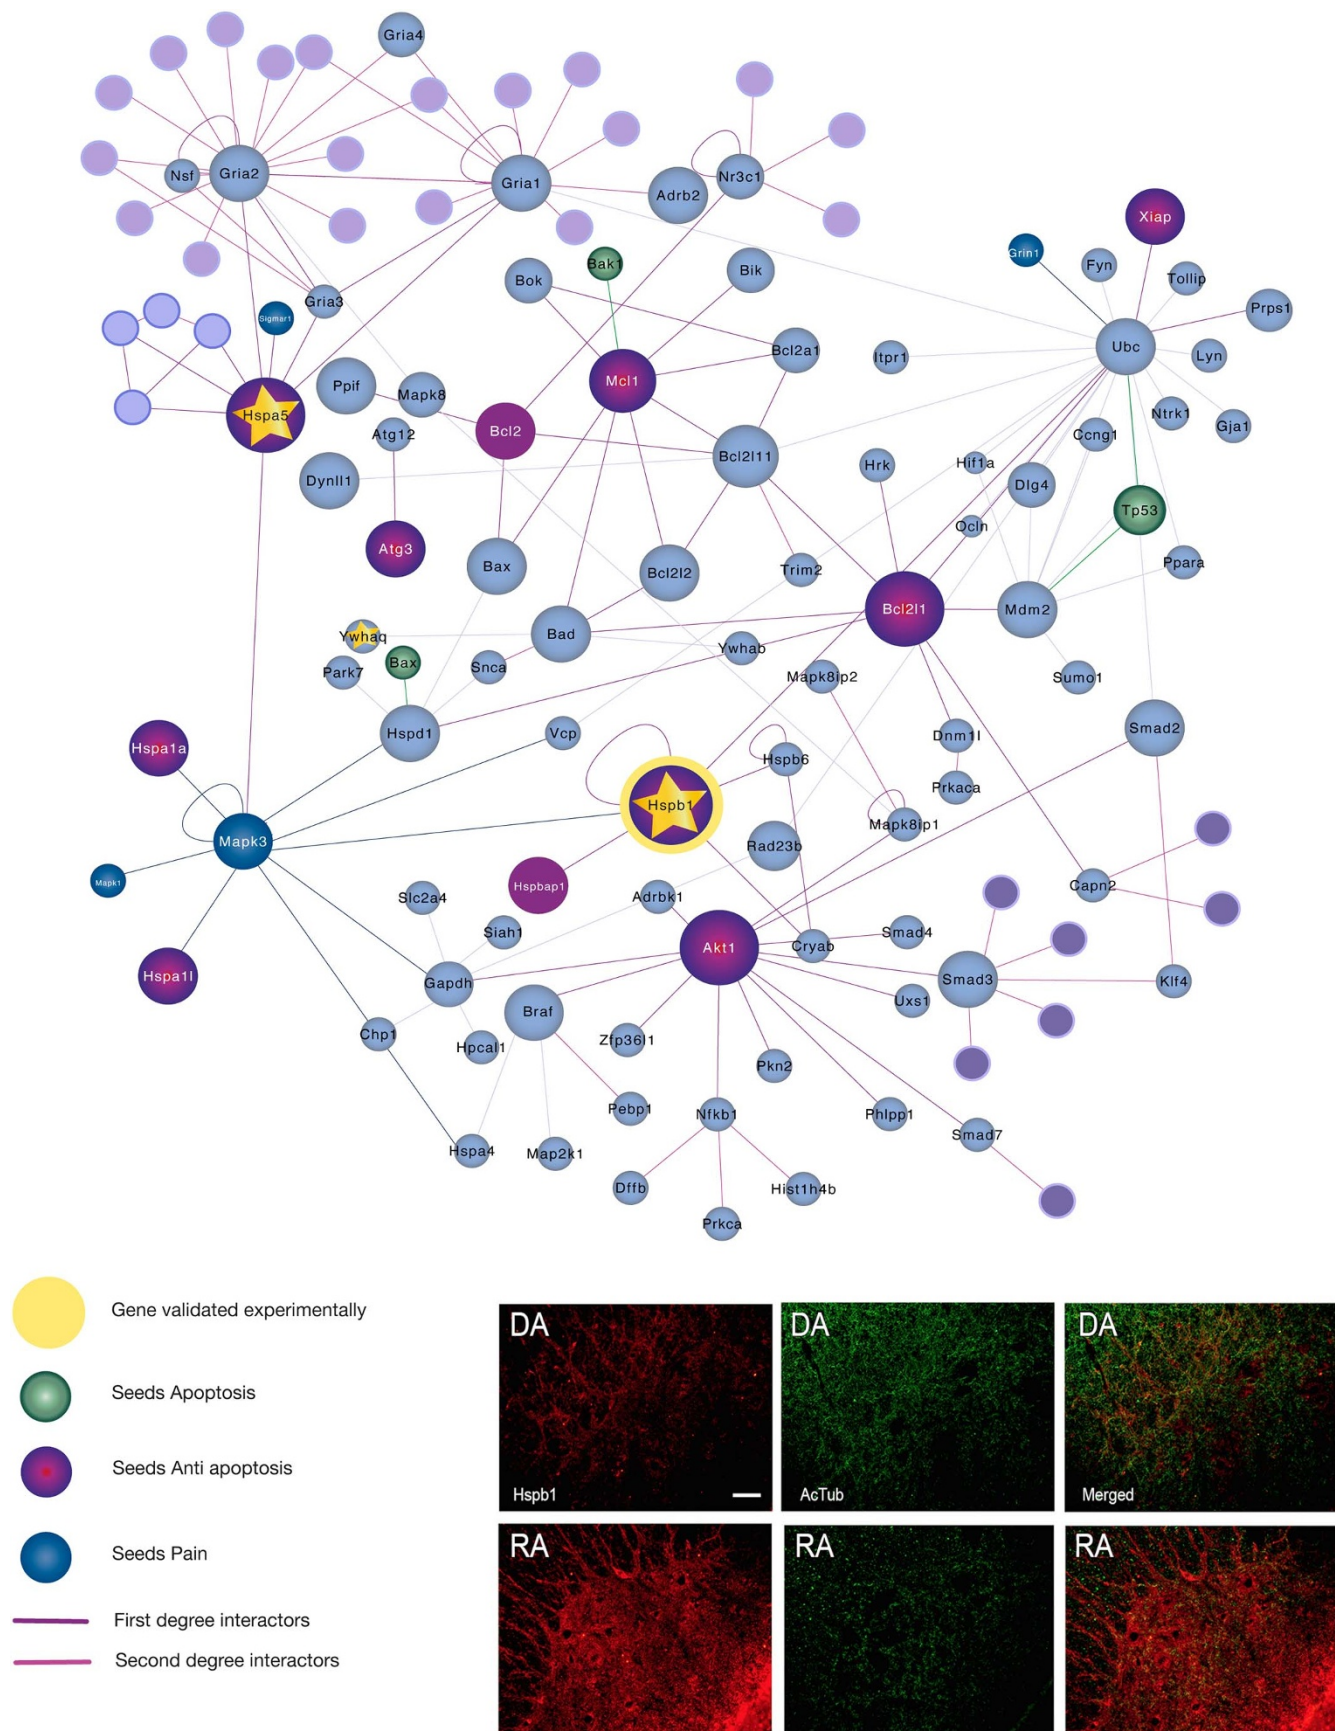 Gria4
Nsf
Gria2
Gria1
Adrb2
Nr3c1
Xiap
Grin1
Fyn
Tollip
Prps1
Bak1
Bok
Bik
Gria3
Sigmar1
Ubc
Itpr1
Lyn
Bcl2a1
Mcl1
Ppif
Mapk8
Hspa5
Atg12
Bcl2
Ntrk1
Gja1
Ccng1
Bcl2l11
Hrk
Hif1a
Dynll1
Dlg4
Tp53
Ocln
Atg3
Bax
Bcl2l2
Trim2
Ppara
Bcl2l1
Mdm2
Ywhaq
Bad
Ywhab
Bax
Park7
Snca
Mapk8ip2
Sumo1
Hspa1a
Hspd1
Vcp
Dnm1l
Smad2
Hspb6
Prkaca
Hspb1
Mapk3
Rad23b
Mapk8ip1
Mapk1
Hspbap1
Slc2a4
Adrbk1
Capn2
Siah1
Akt1
Cryab
Smad4
Hspa1l
Gapdh
Smad3
Klf4
Uxs1
Braf
Chp1
Hpcal1
Zfp36l1
Pkn2
Pebp1
Nfkb1
Phlpp1
Smad7
Hspa4
Map2k1
Dffb
Hist1h4b
Prkca
Gene validated experimentally
Seeds Apoptosis
Seeds Anti apoptosis
Seeds Pain
First degree interactors
Second degree interactors
DA
DA
DA
Hspb1
AcTub
Merged
RA
RA
RA